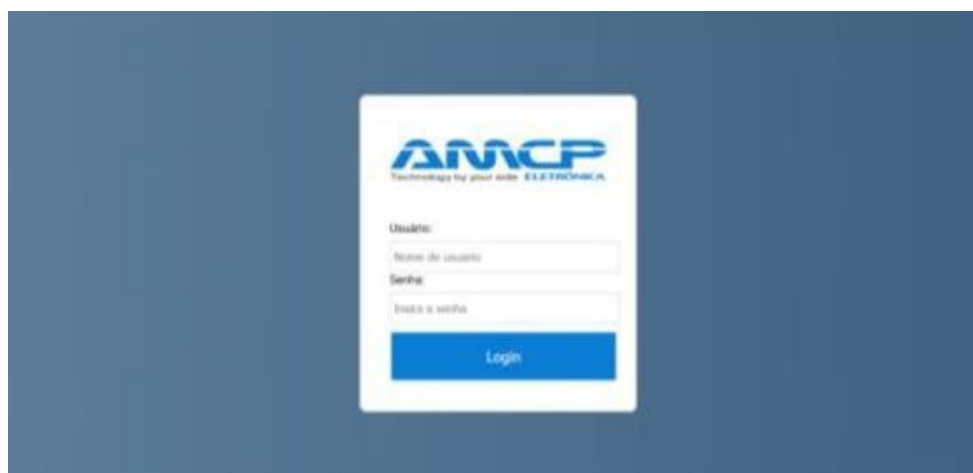 AMCP
Technology by your side ELETRÔNICA
Usuário:
Nome de usuário
Senha:
Insira a senha
Login